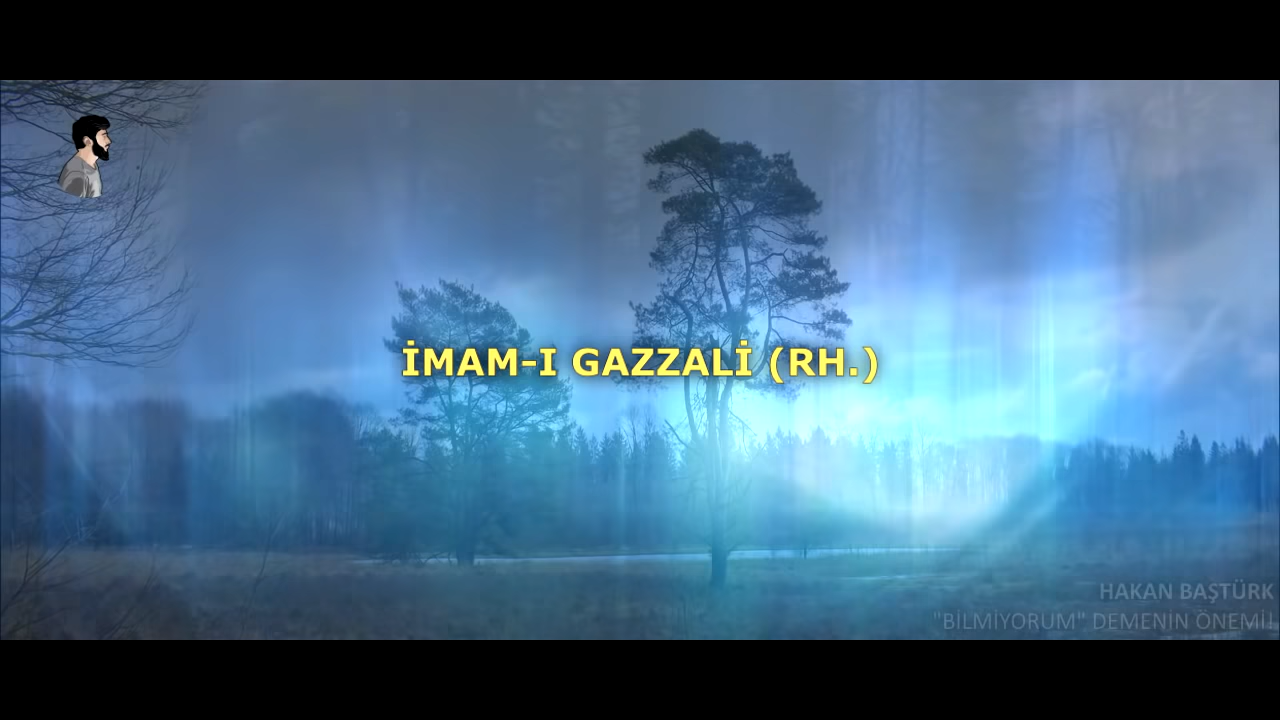 İMAM-I GAZZALİ (RH.)
HAKAN BAŞTÜRK
"BİLMİYORUM" DEMENİN ÖNEMİ!